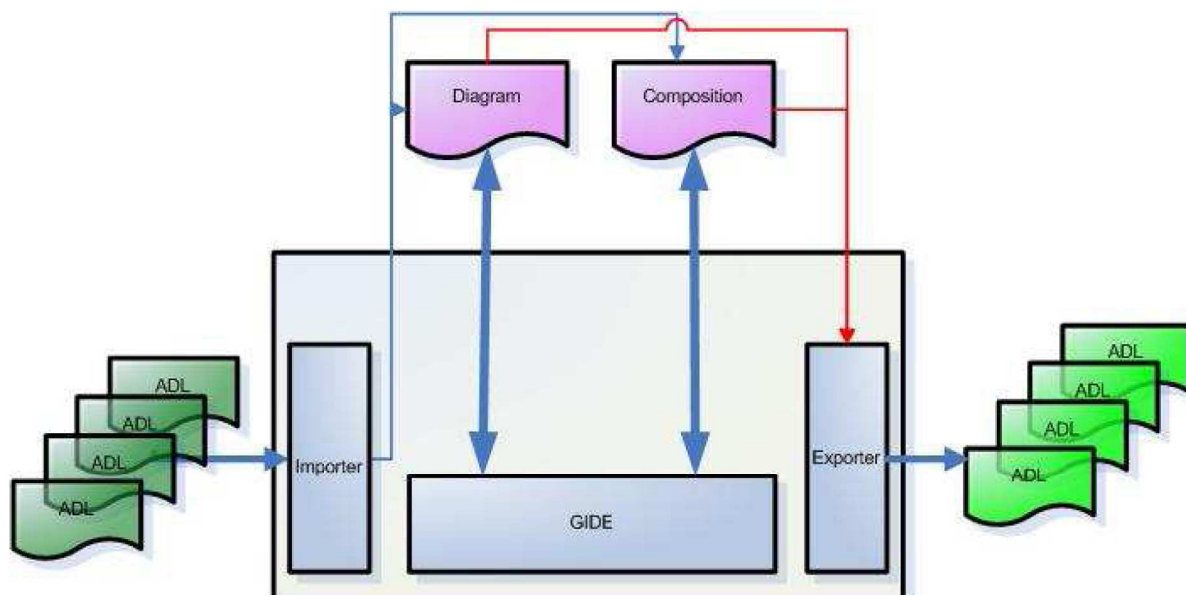 Diagram
Composition
ADL
ADL
ADL
ADL
Importer
GIDE
Exporter
ADL
ADL
ADL
ADL